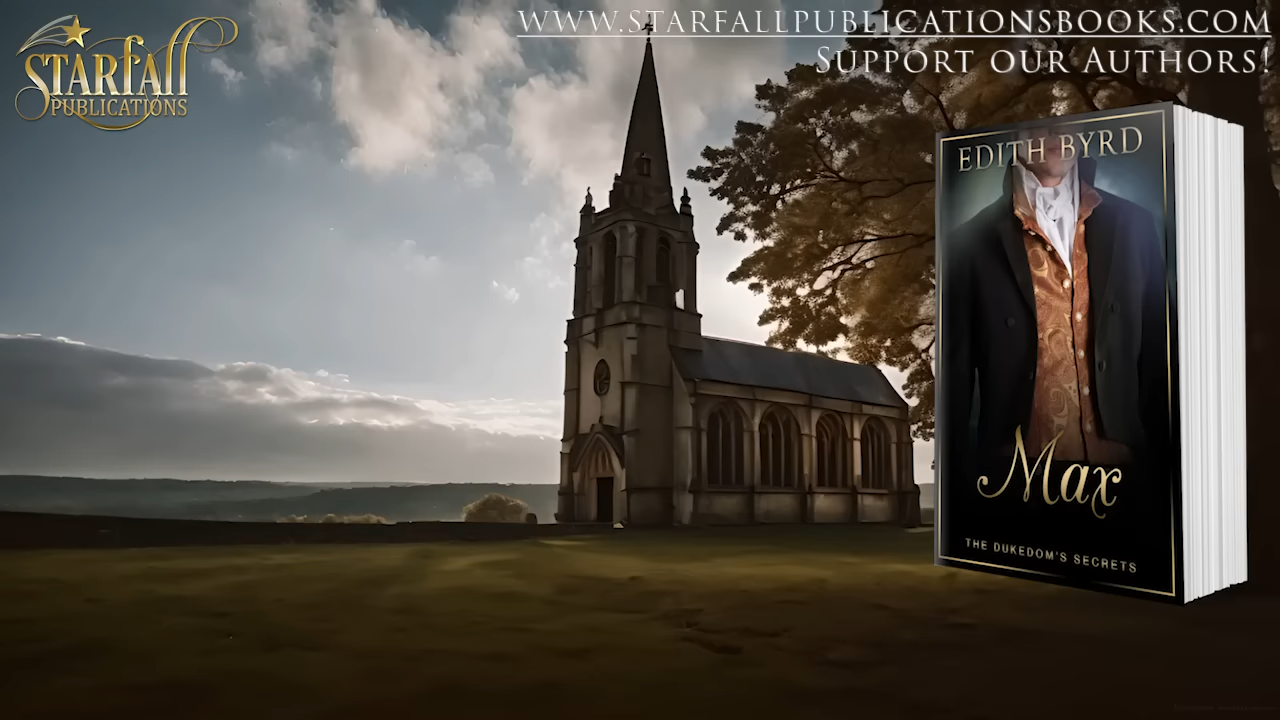 STARfall
PUBLICATIONS
www.starfallpublicationsbooks.com
Support our Authors!
EDITH BYRD
Max
THE DUKEDOM'S SECRETS